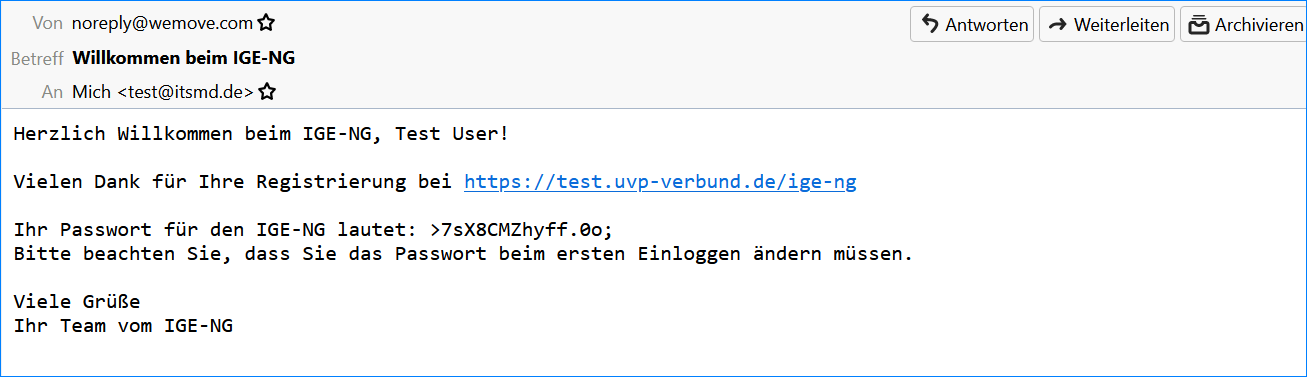 Von noreply@wemove.com
Antworten
Weiterleiten
Archivieren
Betreff Willkommen beim IGE-NG
An Mich <test@itsmd.de>
Herzlich Willkommen beim IGE-NG, Test User!
Vielen Dank für Ihre Registrierung bei https://test.uvp-verbund.de/ige-ng
Ihr Passwort für den IGE-NG lautet: >7sX8CMZhyff.0o;
Bitte beachten Sie, dass Sie das Passwort beim ersten Einloggen ändern müssen.
Viele Grüße
Ihr Team vom IGE-NG